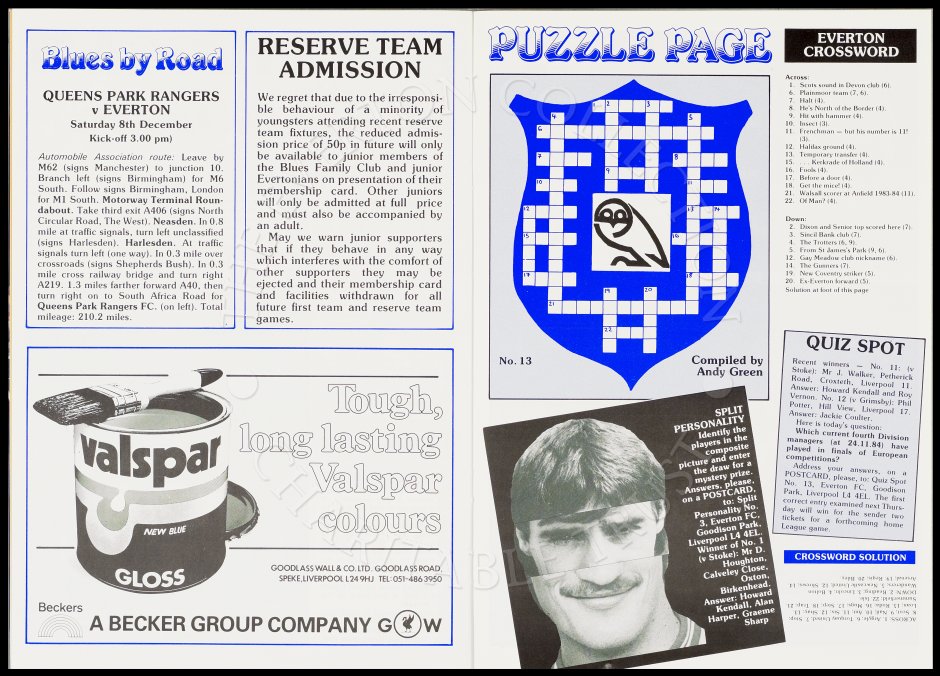 Blues by Road
QUEENS PARK RANGERS
v EVERTON
Saturday 8th December
Kick-off 3.00 pm)
Automobile Association route: Leave by
M62 (signs Manchester) to junction 10.
Branch left (signs Birmingham) for M6
South. Follow signs Birmingham, London
for M1 South. Motorway Terminal Roun-
dabout. Take third exit A406 (signs North
Circular Road, The West). Neasden. In 0.8
mile at traffic signals, turn left unclassified
(signs Harlesden). Harlesden. At traffic
signals turn left (one way). In 0.3 mile over
crossroads (signs Shepherds Bush). In 0.3
mile cross railway bridge and turn right
A219. 1.3 miles farther forward A40, then
turn right on to South Africa Road for
Queens Park Rangers FC. (on left). Total
mileage: 210.2 miles.
RESERVE TEAM
ADMISSION
We regret that due to the irresponsi-
ble behaviour of a minority of
youngsters attending recent reserve
team fixtures, the reduced admis-
sion price of 50p in future will only
be available to junior members of
the Blues Family Club and junior
Evertonians on presentation of their
membership card. Other juniors
will only be admitted at full price
and must also be accompanied by
an adult.
May we warn junior supporters
that if they behave in any way
which interferes with the comfort of
other supporters they may be
ejected and their membership card
and facilities withdrawn for all
future first team and reserve team
games.
valspar
NEW BLUE
GLOSS
Tough,
long lasting
Valspar
colours
GOODLASS WALL & CO. LTD. GOODLASS ROAD,
SPEKE, LIVERPOOL L24 9HJ TEL: 051-486 3950
Beckers
A BECKER GROUP COMPANY G W
PUZZLE PAGE
No. 13
Compiled by
Andy Green
EVERTON
CROSSWORD
Across:
1. Scots sound in Devon club (6).
6. Plainmoor team (7, 6).
7. Halt (4).
8. He's North of the Border (4).
9. Hit with hammer (4).
10. Insect (3).
11. Frenchman — but his number is 11!
(3).
12. Halifax ground (4).
13. Temporary transfer (4).
15. . . . Kerkrade of Holland (4).
16. Fools (4).
17. Before a door (4).
18. Get the mice! (4).
21. Walsall scorer at Anfield 1983-84 (11).
22. Of Man? (4).
Down:
2. Dixon and Senior top scored here (7).
3. Sincil Bank club (7).
4. The Trotters (6, 9).
5. From St James's Park (9, 6).
12. Gay Meadow club nickname (6).
14. The Gunners (7).
19. New Coventry striker (5).
20. Ex-Everton forward (5).
Solution at foot of this page
QUIZ SPOT
Recent winners — No. 11: (v
Stoke): Mr J. Walker, Petherick
Road, Croxteth, Liverpool 11.
Answer: Howard Kendall and Roy
Vernon. No. 12 (v Grimsby): Phil
Potter, Hill View, Liverpool 17.
Answer: Jackie Coulter.
Here is today's question:
Which current fourth Division
managers (at 24.11.84) have
played in finals of European
competitions?
Address your answers, on a
POSTCARD, please, to: Quiz Spot
No. 13, Everton FC, Goodison
Park, Liverpool L4 4EL. The first
correct entry examined next Thurs-
day will win for the sender two
tickets for a forthcoming home
League game.
SPLIT
PERSONALITY
Identify the
players in the
composite
picture and enter
the draw for a
mystery prize.
Answers, please,
on a POSTCARD,
to: Split
Personality No.
3, Everton FC,
Goodison Park,
Liverpool L4 4EL.
Winner of No. 1
(v Stoke): Mr D.
Houghton,
Calveley Close,
Oxton,
Birkenhead.
Answer: Howard
Kendall, Alan
Harper, Graeme
Sharp
CROSSWORD SOLUTION